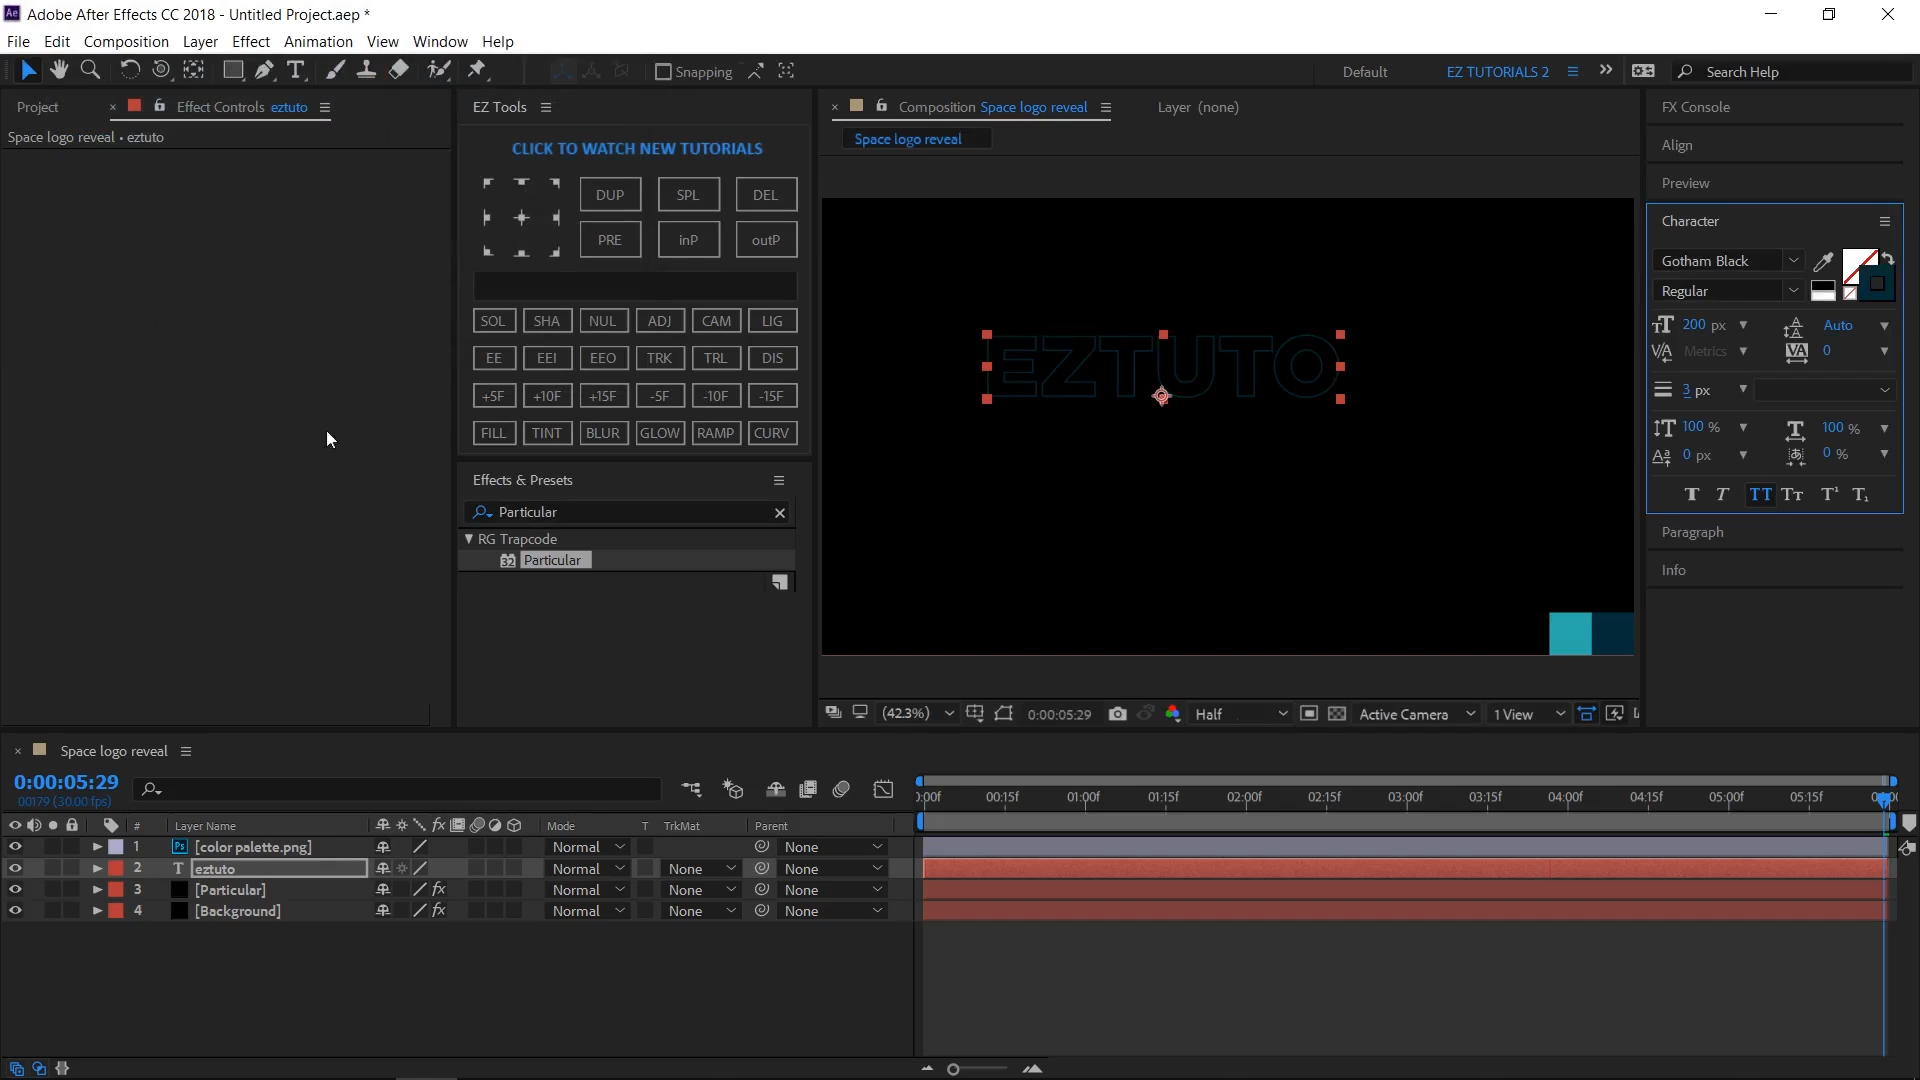 Adobe After Effects CC 2018 - Untitled Project.aep *
File Edit Composition Layer Effect Animation View Window Help
Snapping
Default EZ TUTORIALS 2 Search Help
Project Effect Controls eztuto
Space logo reveal • eztuto
EZ Tools
CLICK TO WATCH NEW TUTORIALS
DUP SPL DEL
PRE inP outP
SOL SHA NUL ADJ CAM LIG
EE EEI EEO TRK TRL DIS
+5F +10F +15F -5F -10F -15F
FILL TINT BLUR GLOW RAMP CURV
Effects & Presets
Particular
RG Trapcode
32 Particular
Composition Space logo reveal Layer (none)
Space logo reveal
EZTUTO
(42.3%) 0:00:05:29 Half Active Camera 1 View
FX Console
Align
Preview
Character
Gotham Black
Regular
200 px Auto
Metrics 0
3 px
100 % 100 %
0 px 0 %
Paragraph
Info
Space logo reveal
0:00:05:29
00179 (30.00 fps)
# Layer Name Mode T TrkMat Parent
1 Ps [color palette.png] Normal None
2 T eztuto Normal None None
3 [Particular] fx Normal None None
4 [Background] fx Normal None None
00:15f 01:00f 01:15f 02:00f 02:15f 03:00f 03:15f 04:00f 04:15f 05:00f 05:15f